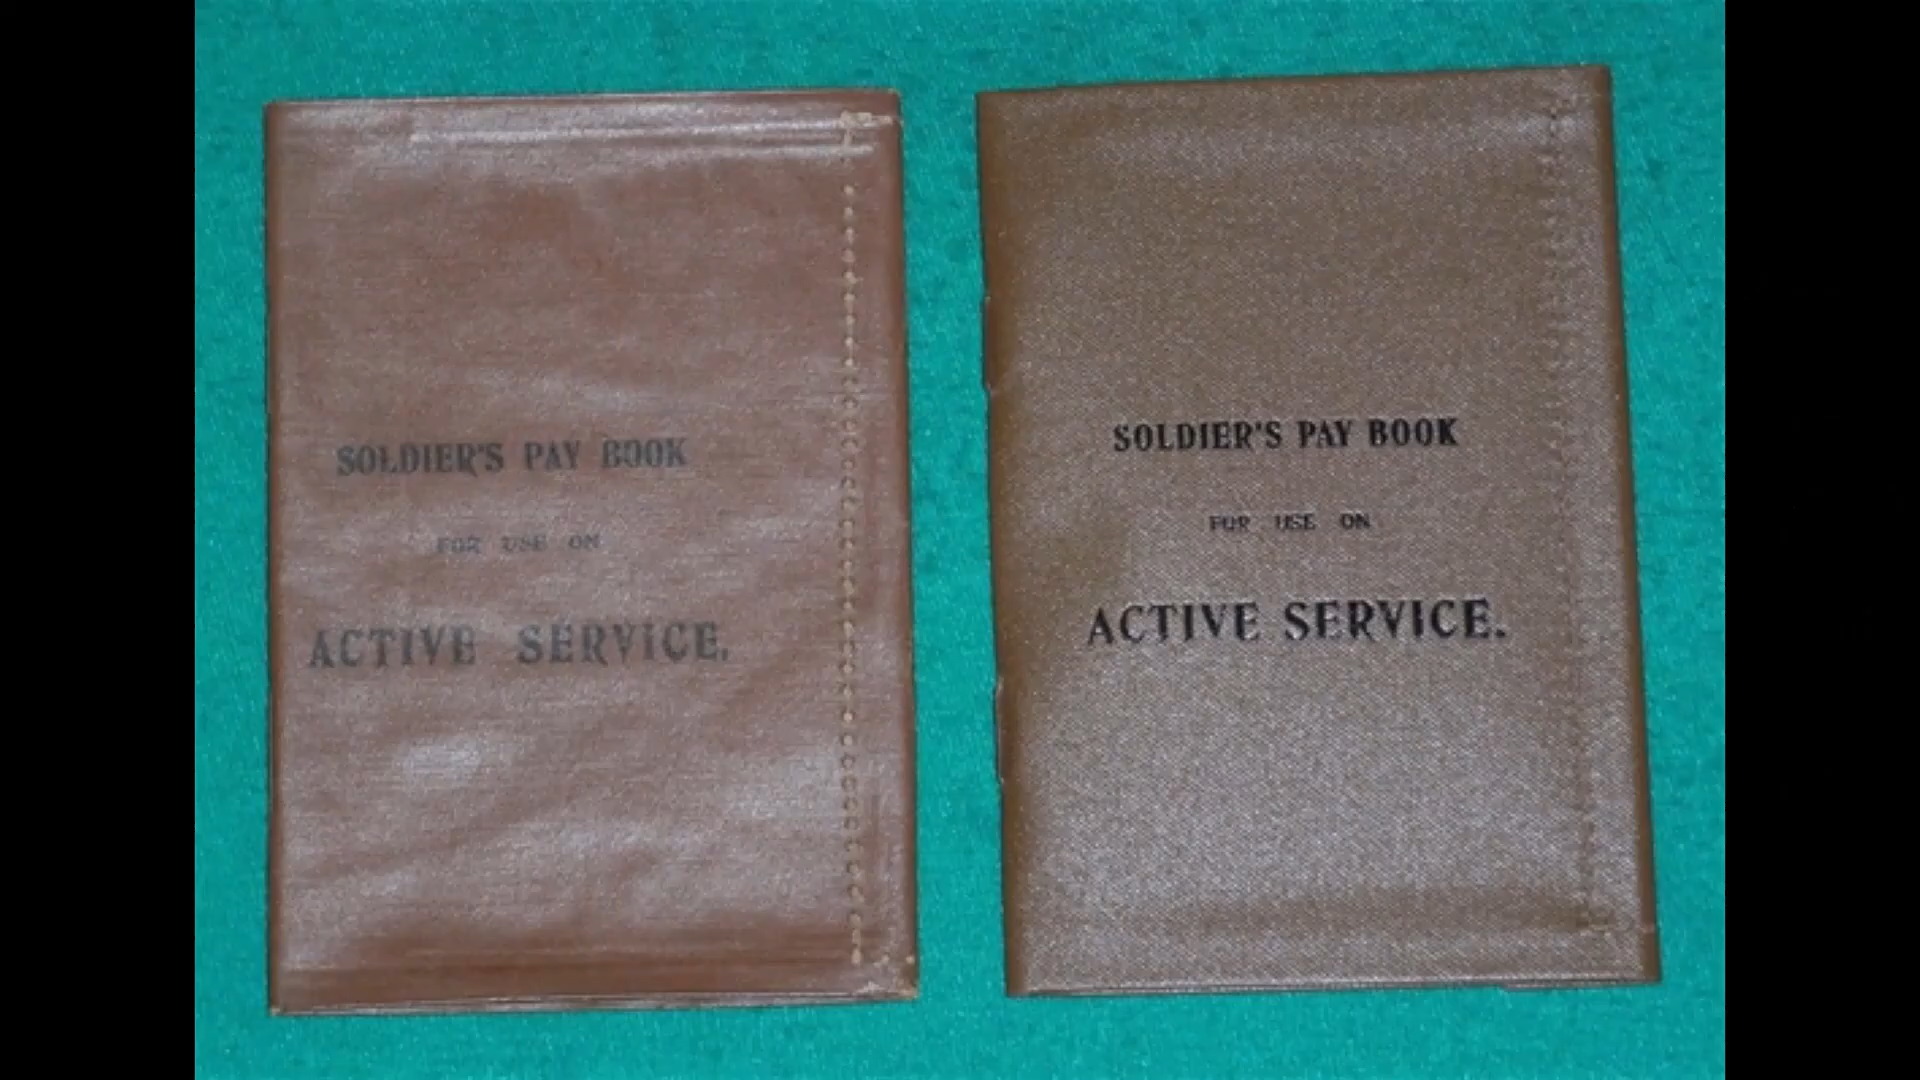 SOLDIER'S PAY BOOK
FOR USE ON
ACTIVE SERVICE.
SOLDIER'S PAY BOOK
FOR USE ON
ACTIVE SERVICE.